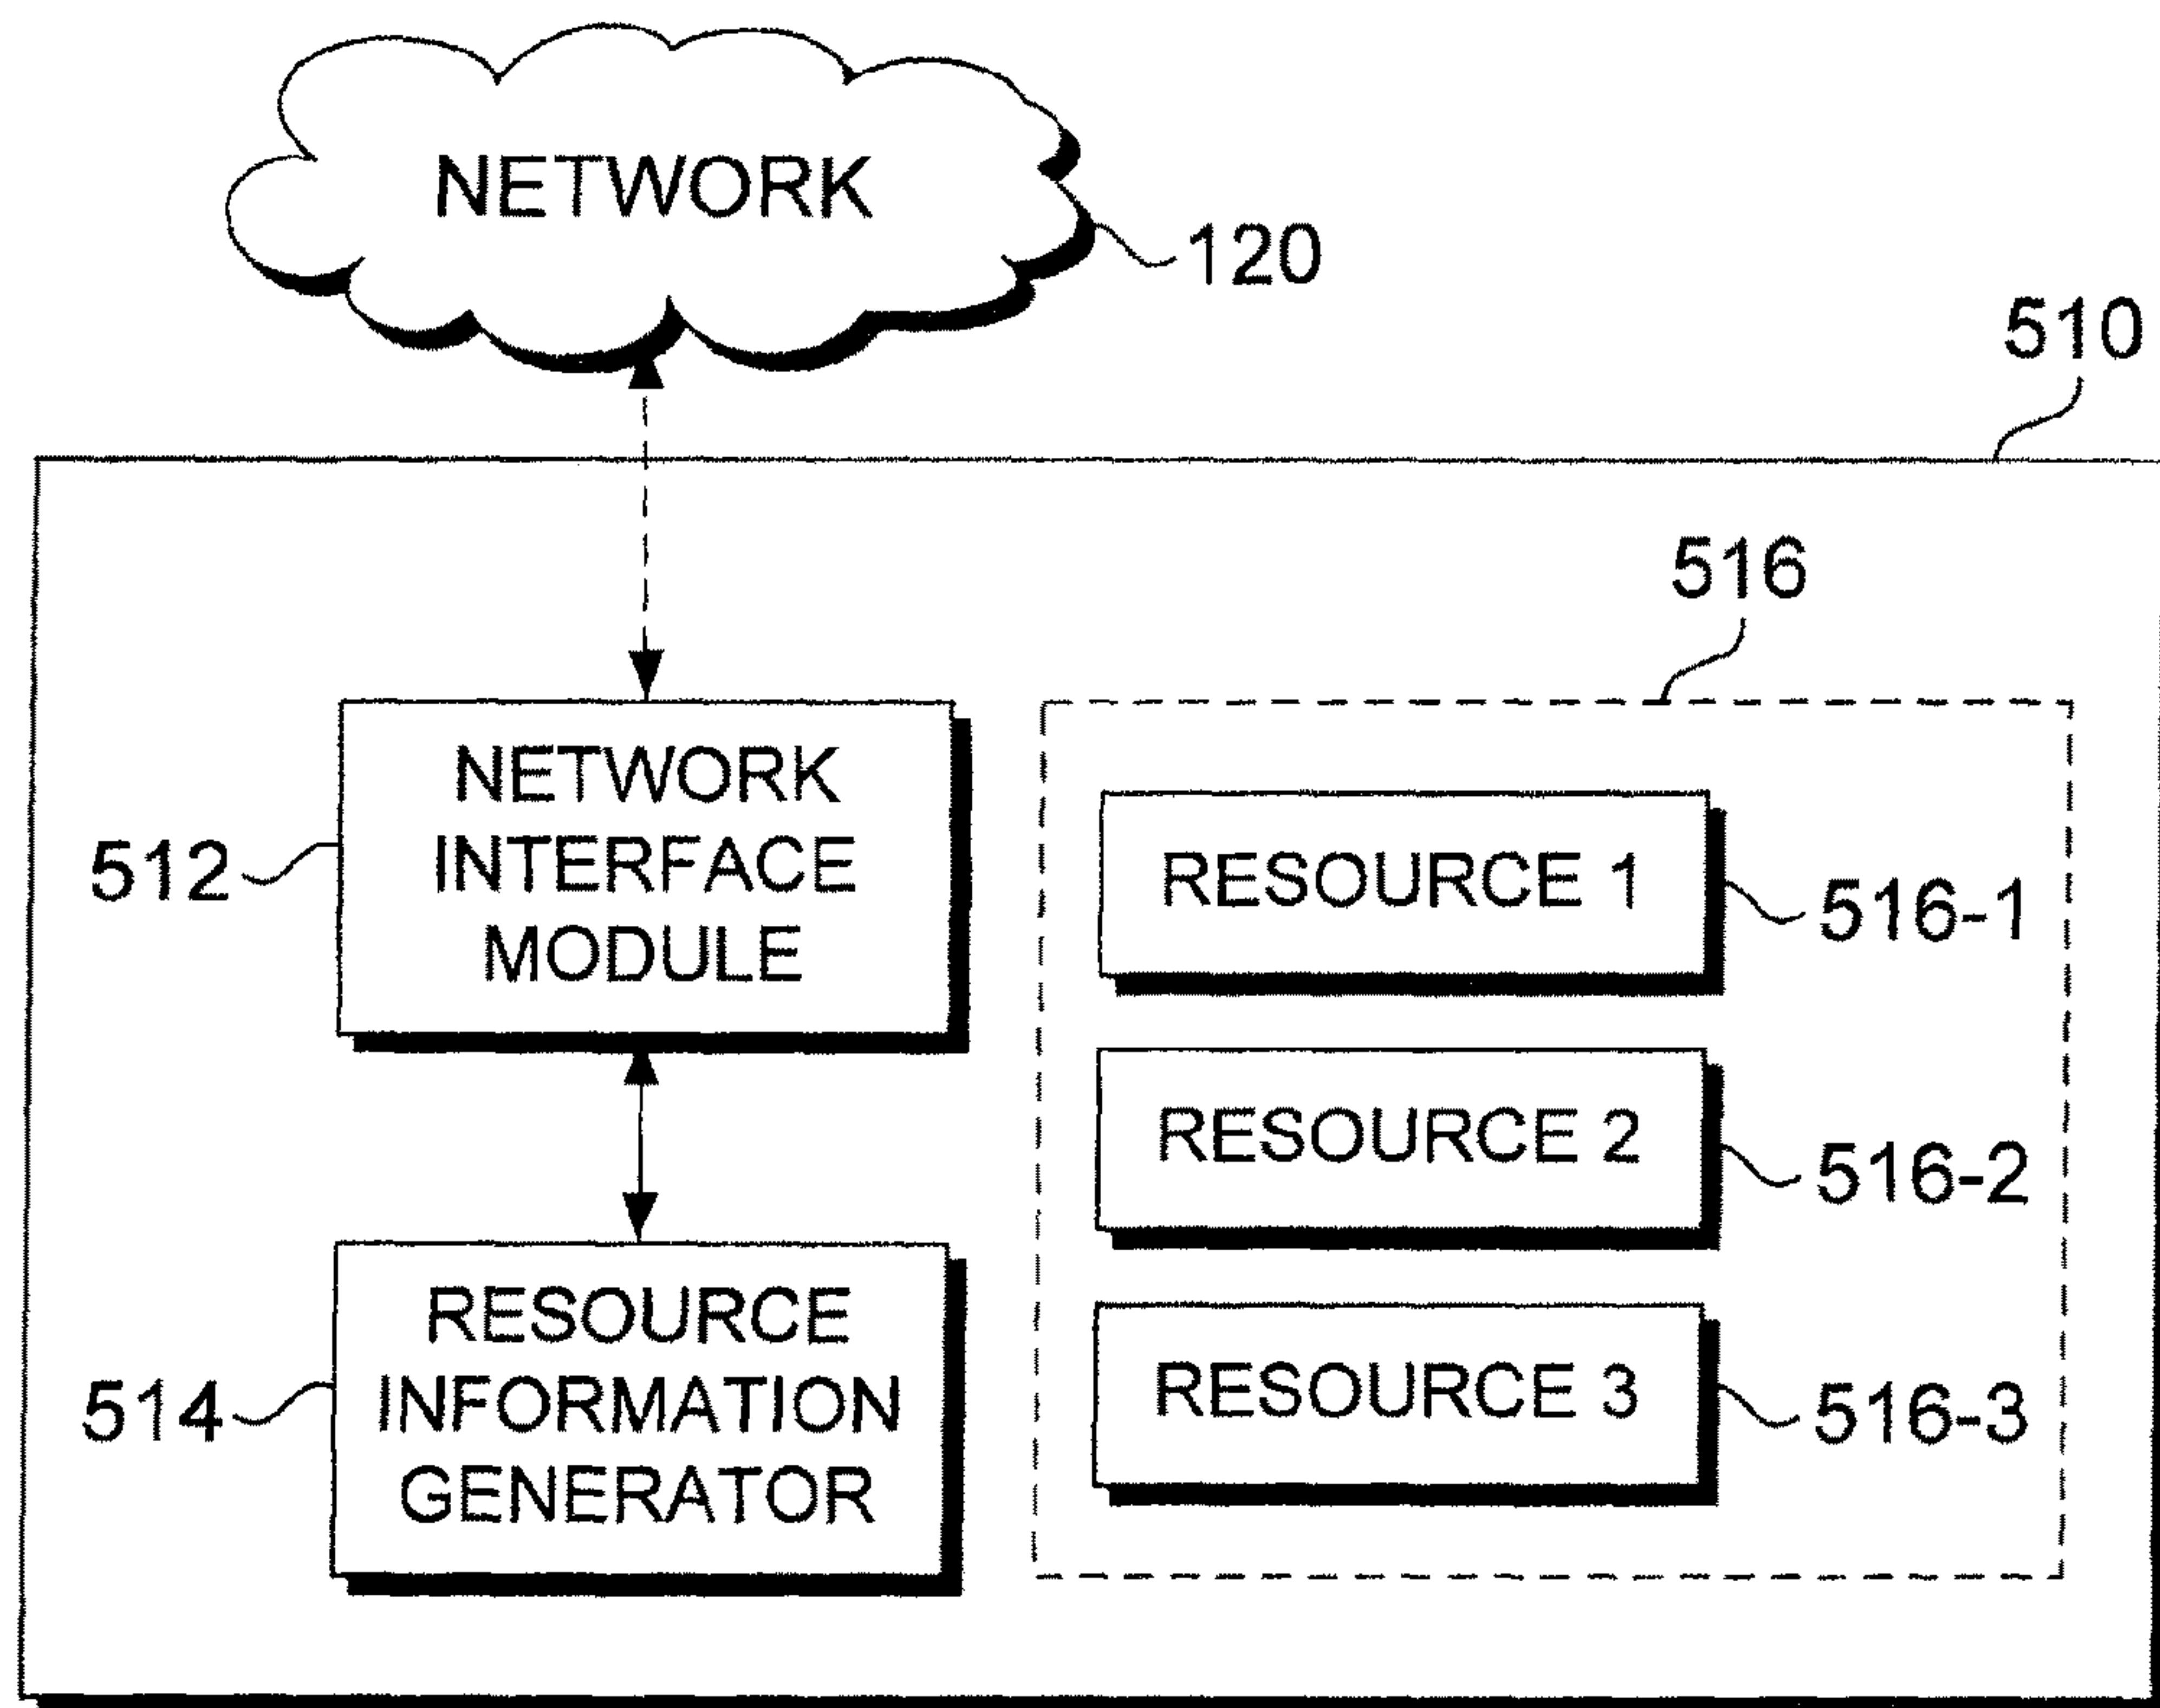 NETWORK
120
510
516
NETWORK
INTERFACE
MODULE
512
RESOURCE 1
516-1
RESOURCE 2
516-2
RESOURCE
INFORMATION
GENERATOR
514
RESOURCE 3
516-3